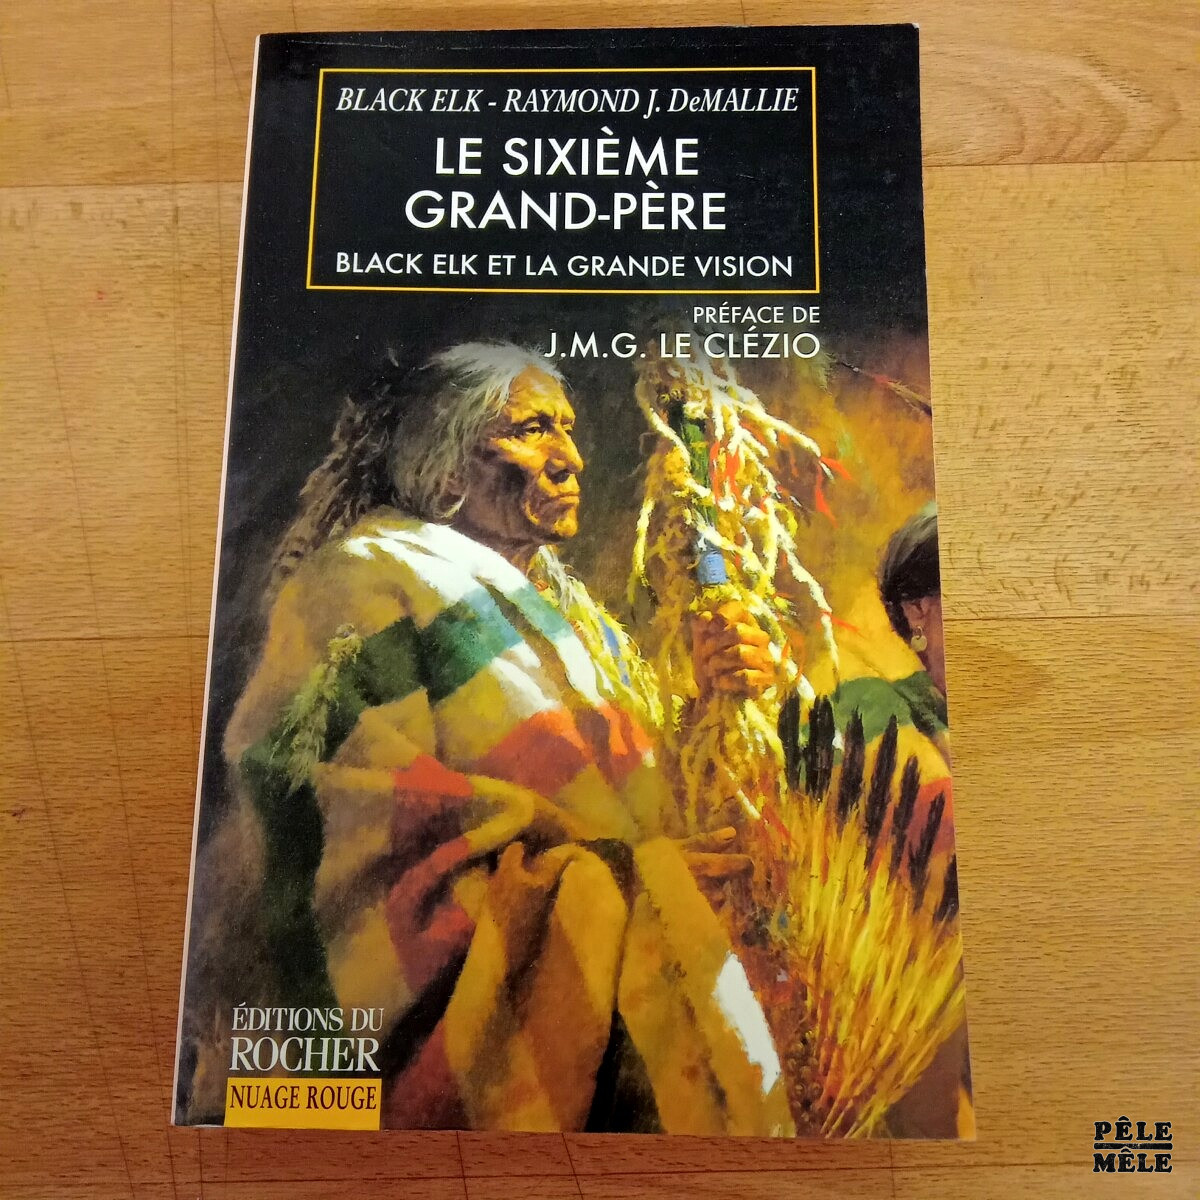 BLACK ELK - RAYMOND J. DeMALLIE
LE SIXIÈME
GRAND-PÈRE
BLACK ELK ET LA GRANDE VISION
PRÉFACE DE
J.M.G. LE CLÉZIO
ÉDITIONS DU
ROCHER
NUAGE ROUGE
PÊLE
MÊLE